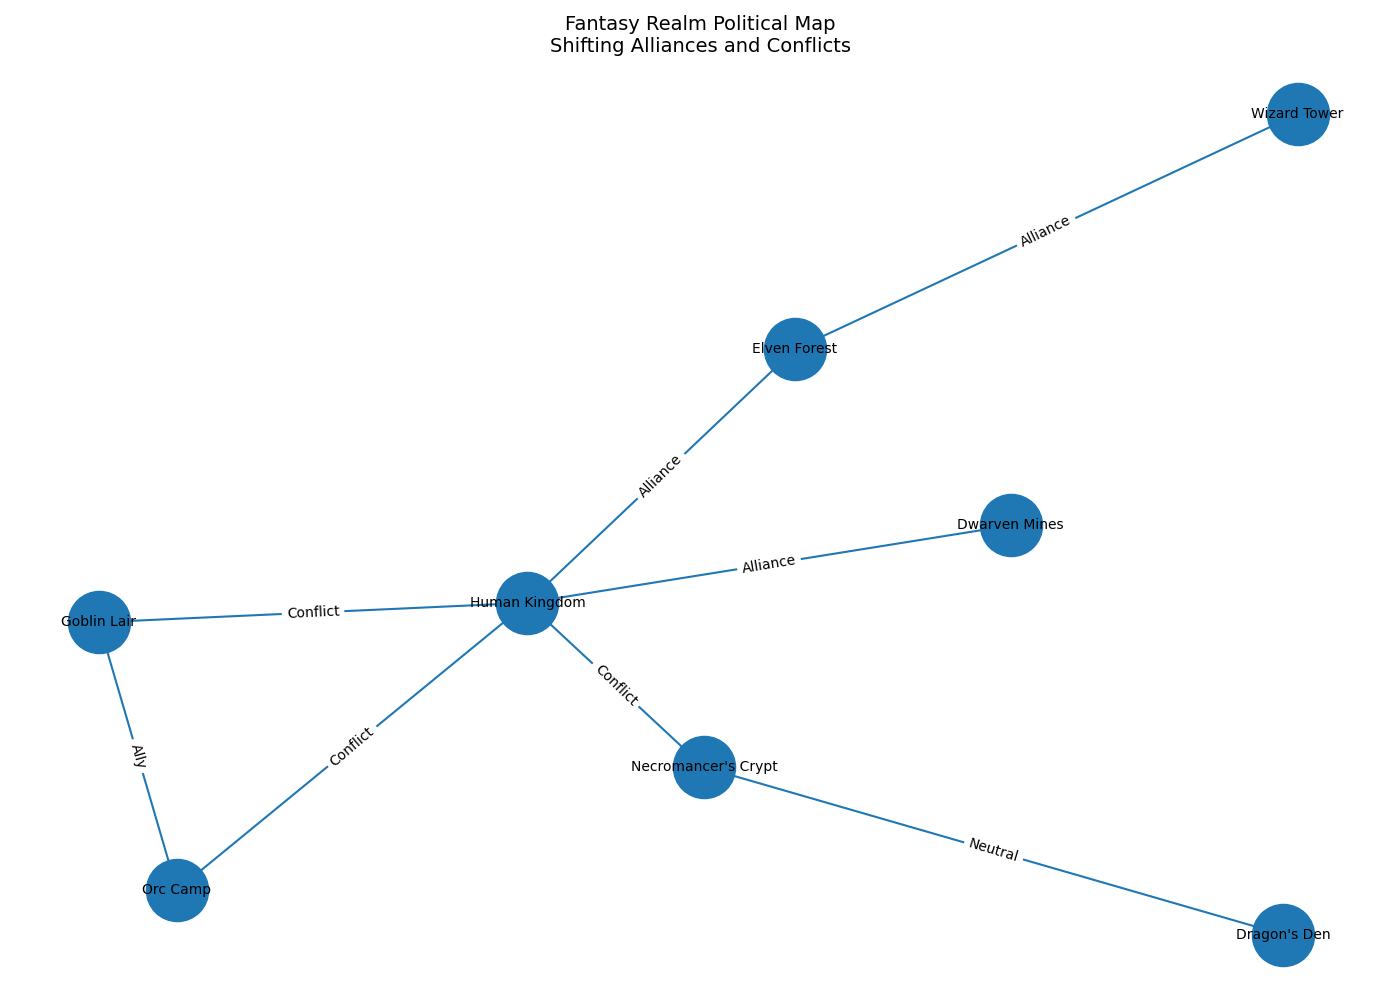 Fantasy Realm Political Map
Shifting Alliances and Conflicts
Wizard Tower
Alliance
Elven Forest
Alliance
Dwarven Mines
Alliance
Human Kingdom
Conflict
Goblin Lair
Conflict
Ally
Conflict
Necromancer's Crypt
Neutral
Orc Camp
Dragon's Den